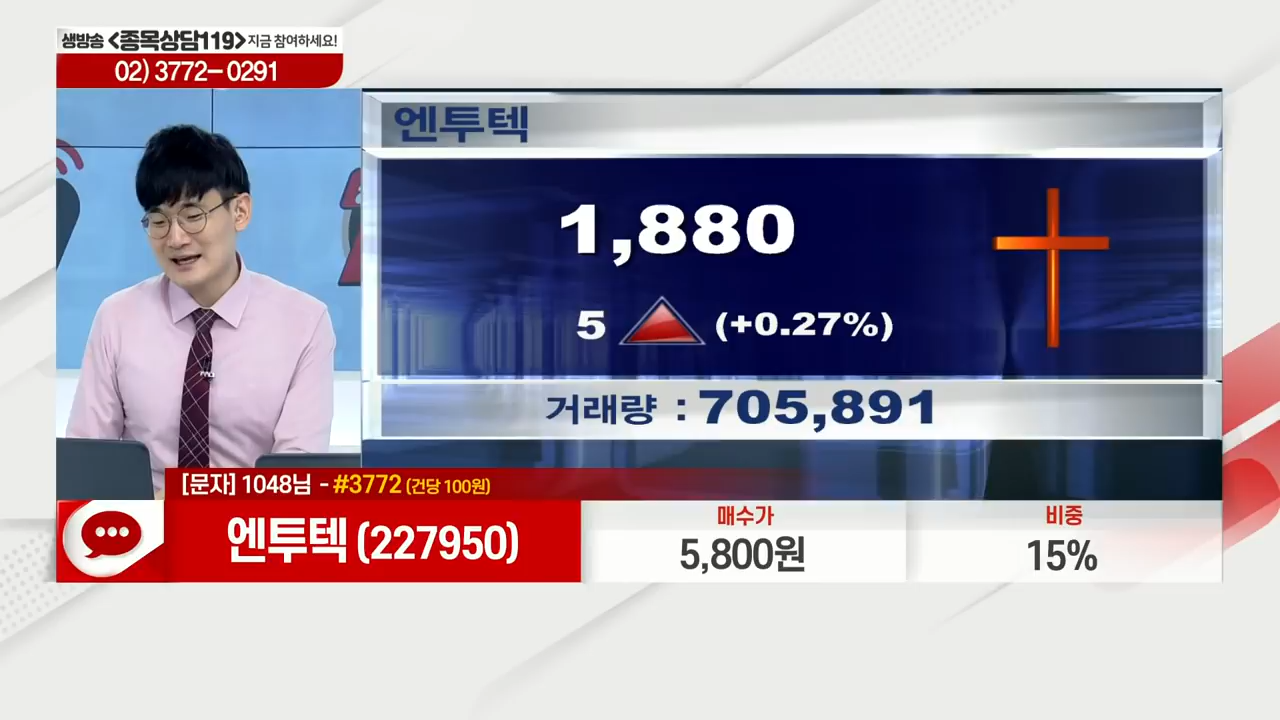 생방송 <종목상담119> 지금 참여하세요!
02) 3772-0291
엔투텍
1,880
5 ▲ (+0.27%)
거래량 : 705,891
[문자] 1048님 - #3772 (건당 100원)
엔투텍 (227950)
매수가
5,800원
비중
15%